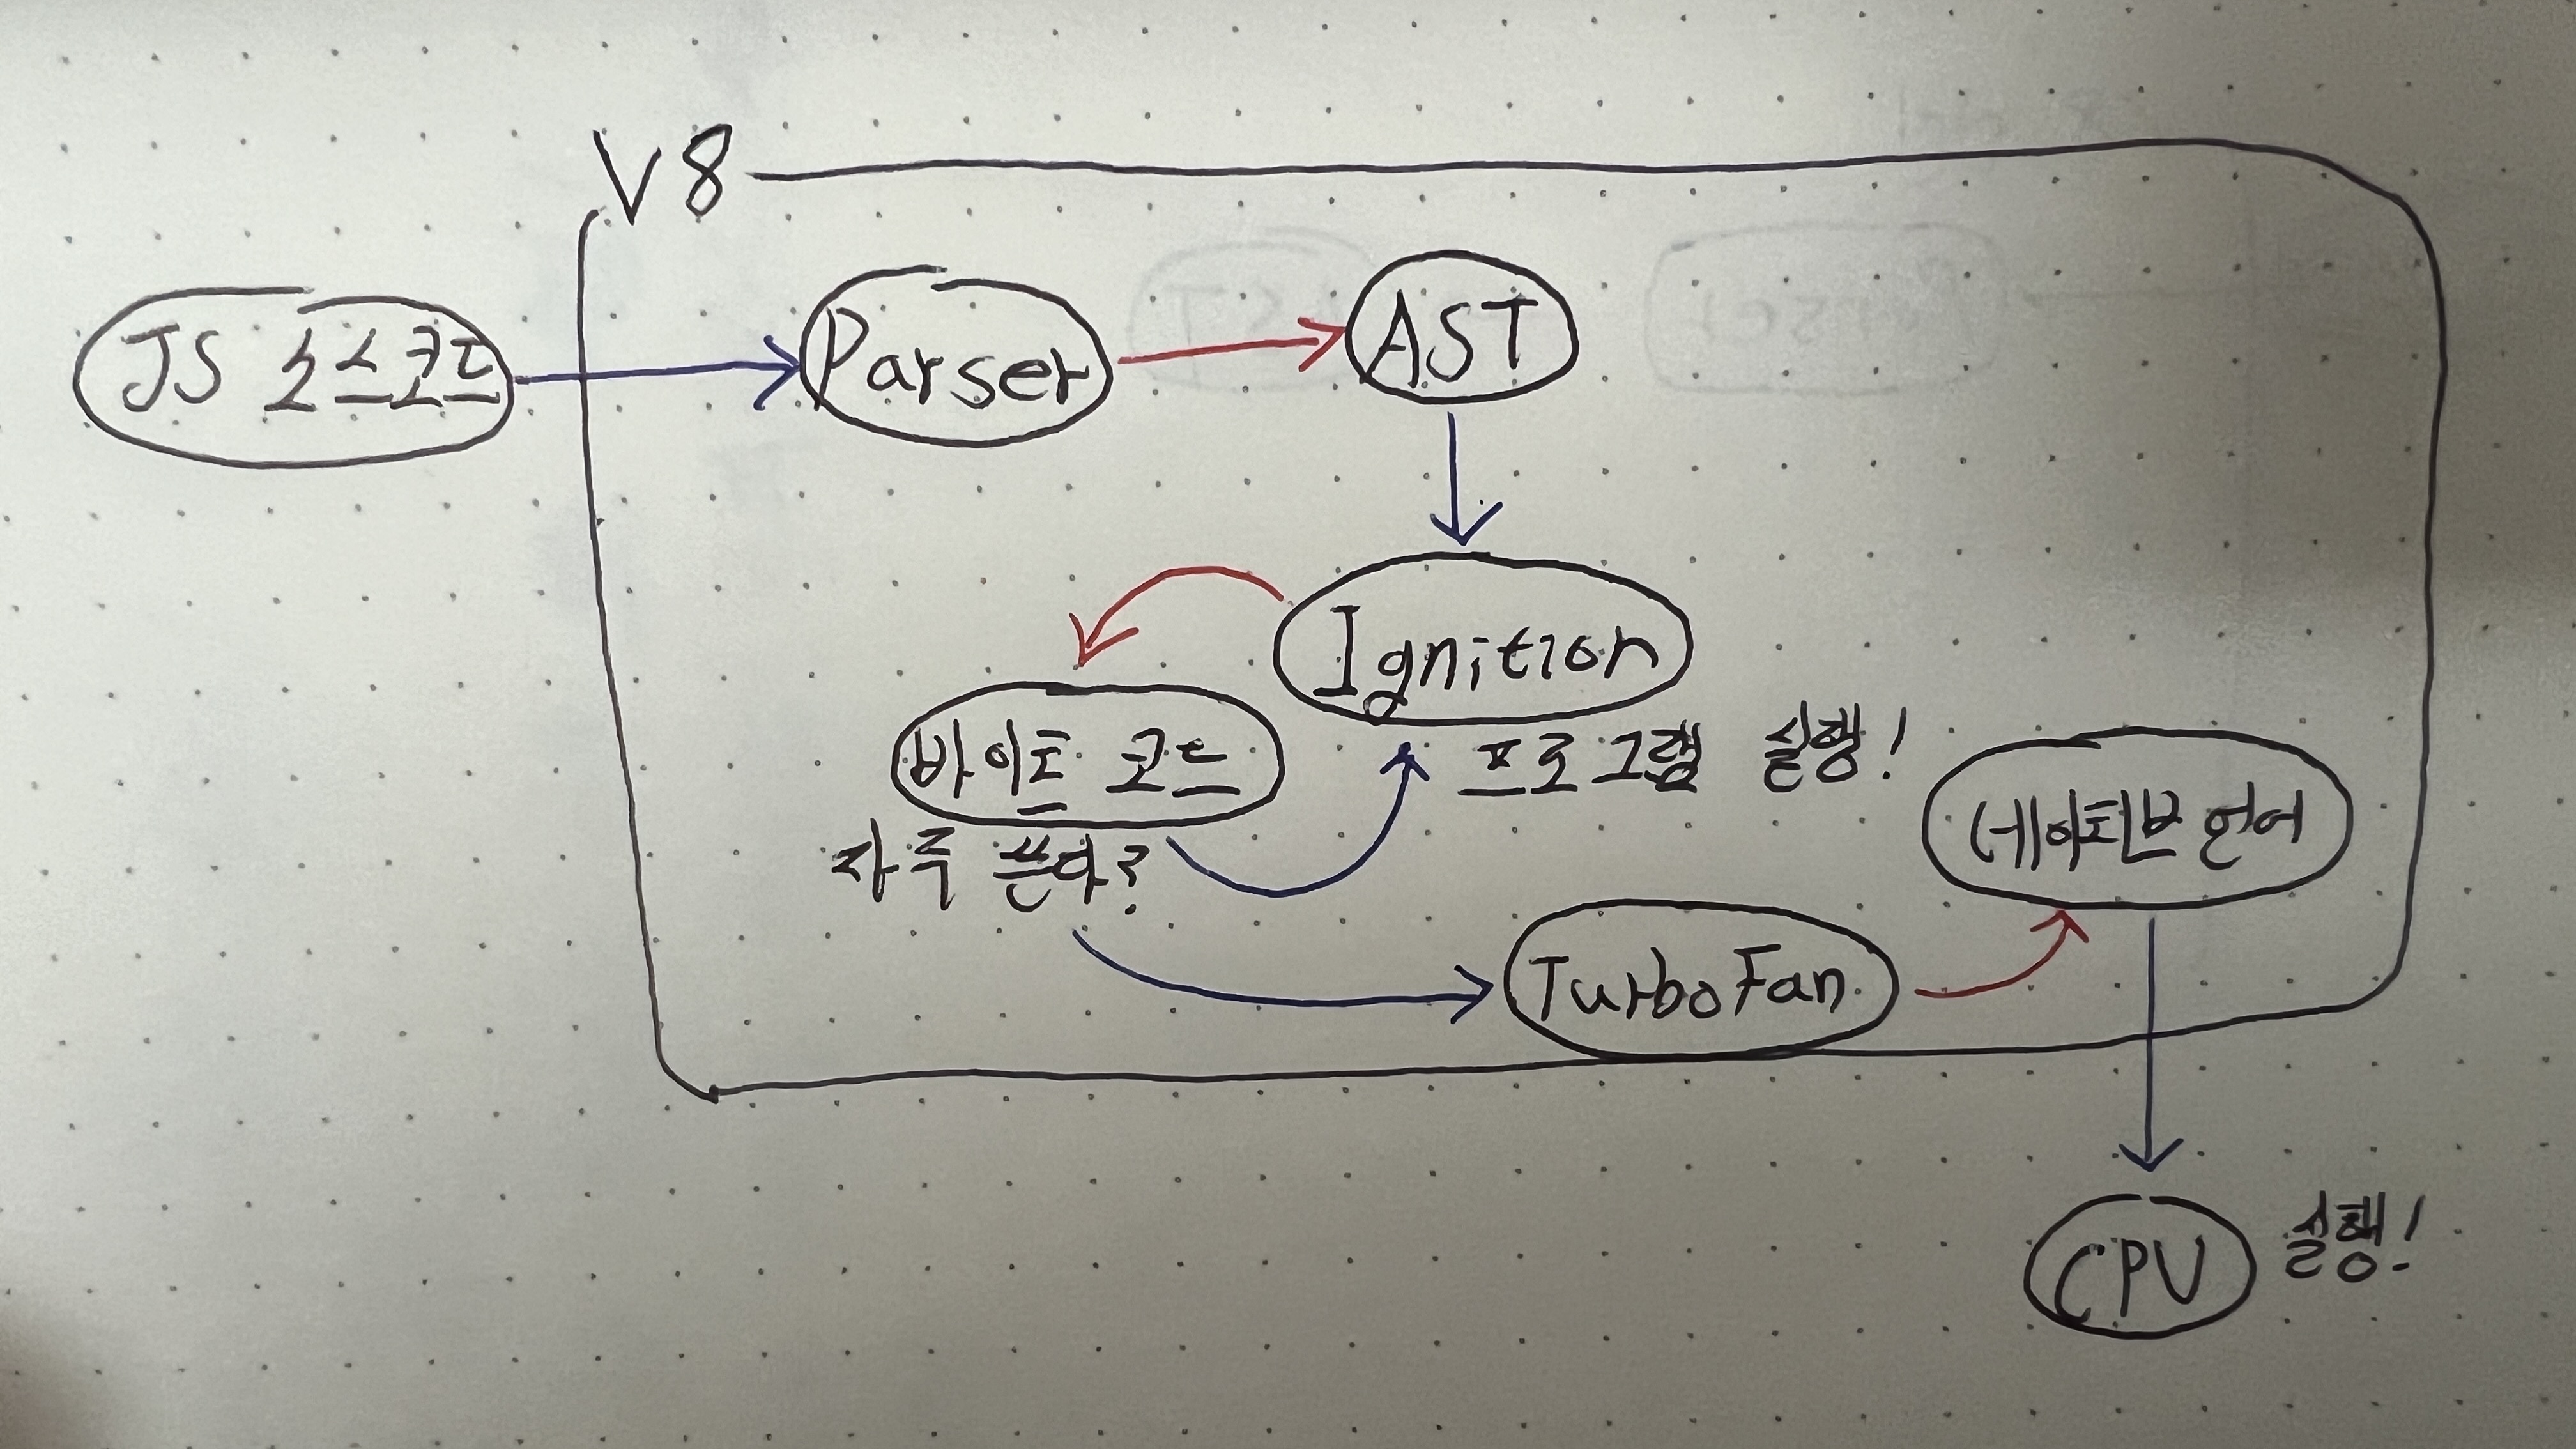 V8
JS 소스코드
Parser
AST
Ignition
바이트 코드
프로그램 실행!
자주 쓴다?
네이티브 언어
TurboFan
CPU
실행!